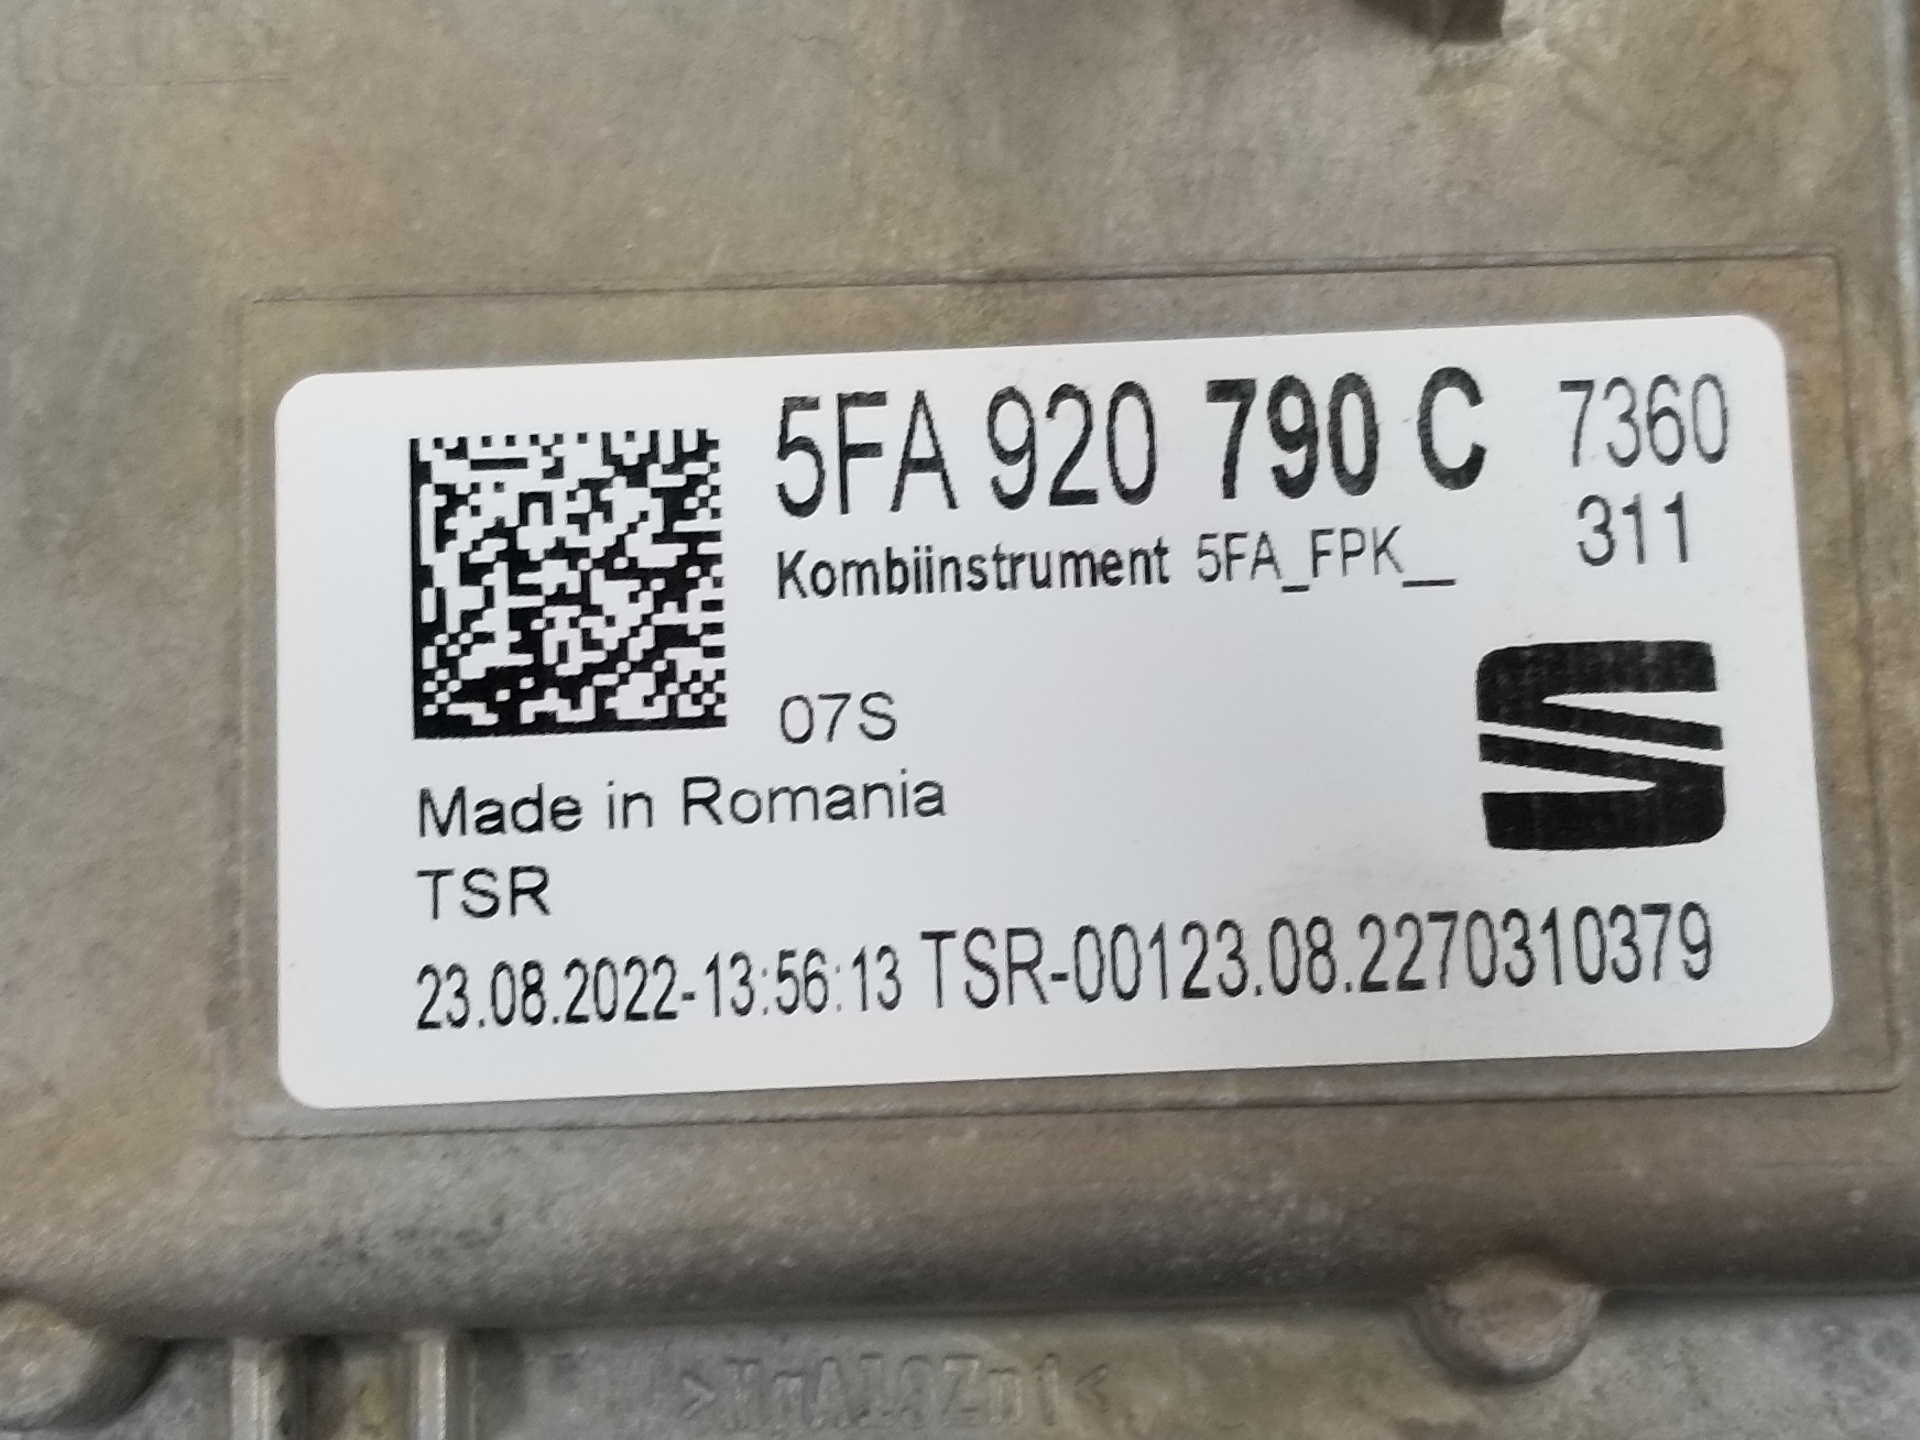 5FA 920 790 C 7360
Kombiinstrument 5FA_FPK__ 311
07S
Made in Romania
TSR
23.08.2022-13:56:13 TSR-00123.08.2270310379